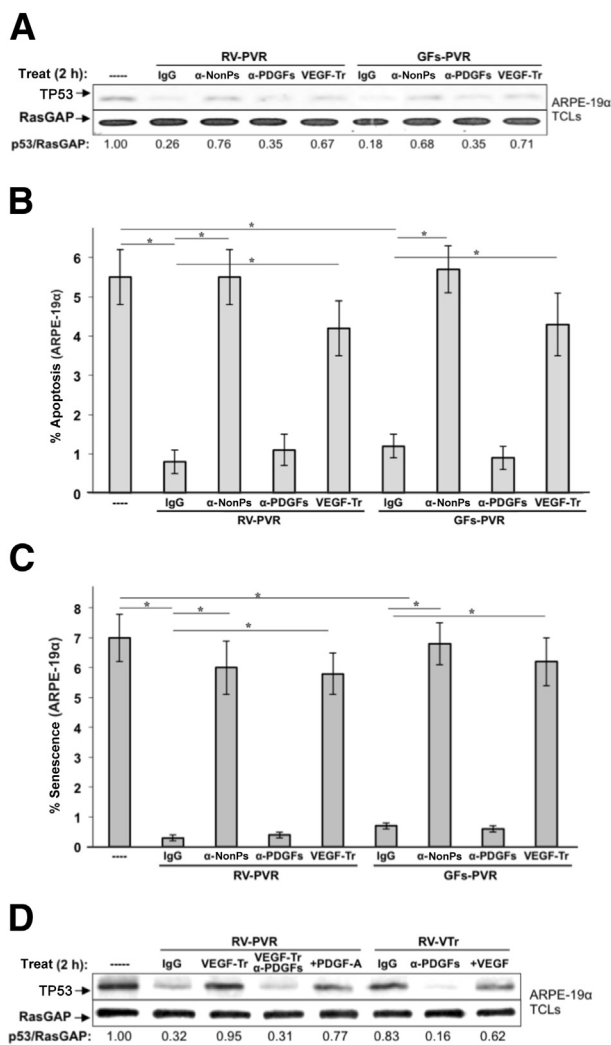 A
RV-PVR GFs-PVR
Treat (2 h): ----- IgG α-NonPs α-PDGFs VEGF-Tr IgG α-NonPs α-PDGFs VEGF-Tr
TP53
RasGAP
ARPE-19α
TCLs
p53/RasGAP: 1.00 0.26 0.76 0.35 0.67 0.18 0.68 0.35 0.71
B
% Apoptosis (ARPE-19α)
* * * * * *
6
5
4
3
2
1
0
---- IgG α-NonPs α-PDGFs VEGF-Tr IgG α-NonPs α-PDGFs VEGF-Tr
RV-PVR GFs-PVR
C
% Senescence (ARPE-19α)
* * * * * *
8
7
6
5
4
3
2
1
0
---- IgG α-NonPs α-PDGFs VEGF-Tr IgG α-NonPs α-PDGFs VEGF-Tr
RV-PVR GFs-PVR
D
RV-PVR RV-VTr
Treat (2 h): ----- IgG VEGF-Tr VEGF-Tr α-PDGFs +PDGF-A IgG α-PDGFs +VEGF
TP53
RasGAP
ARPE-19α
TCLs
p53/RasGAP: 1.00 0.32 0.95 0.31 0.77 0.83 0.16 0.62